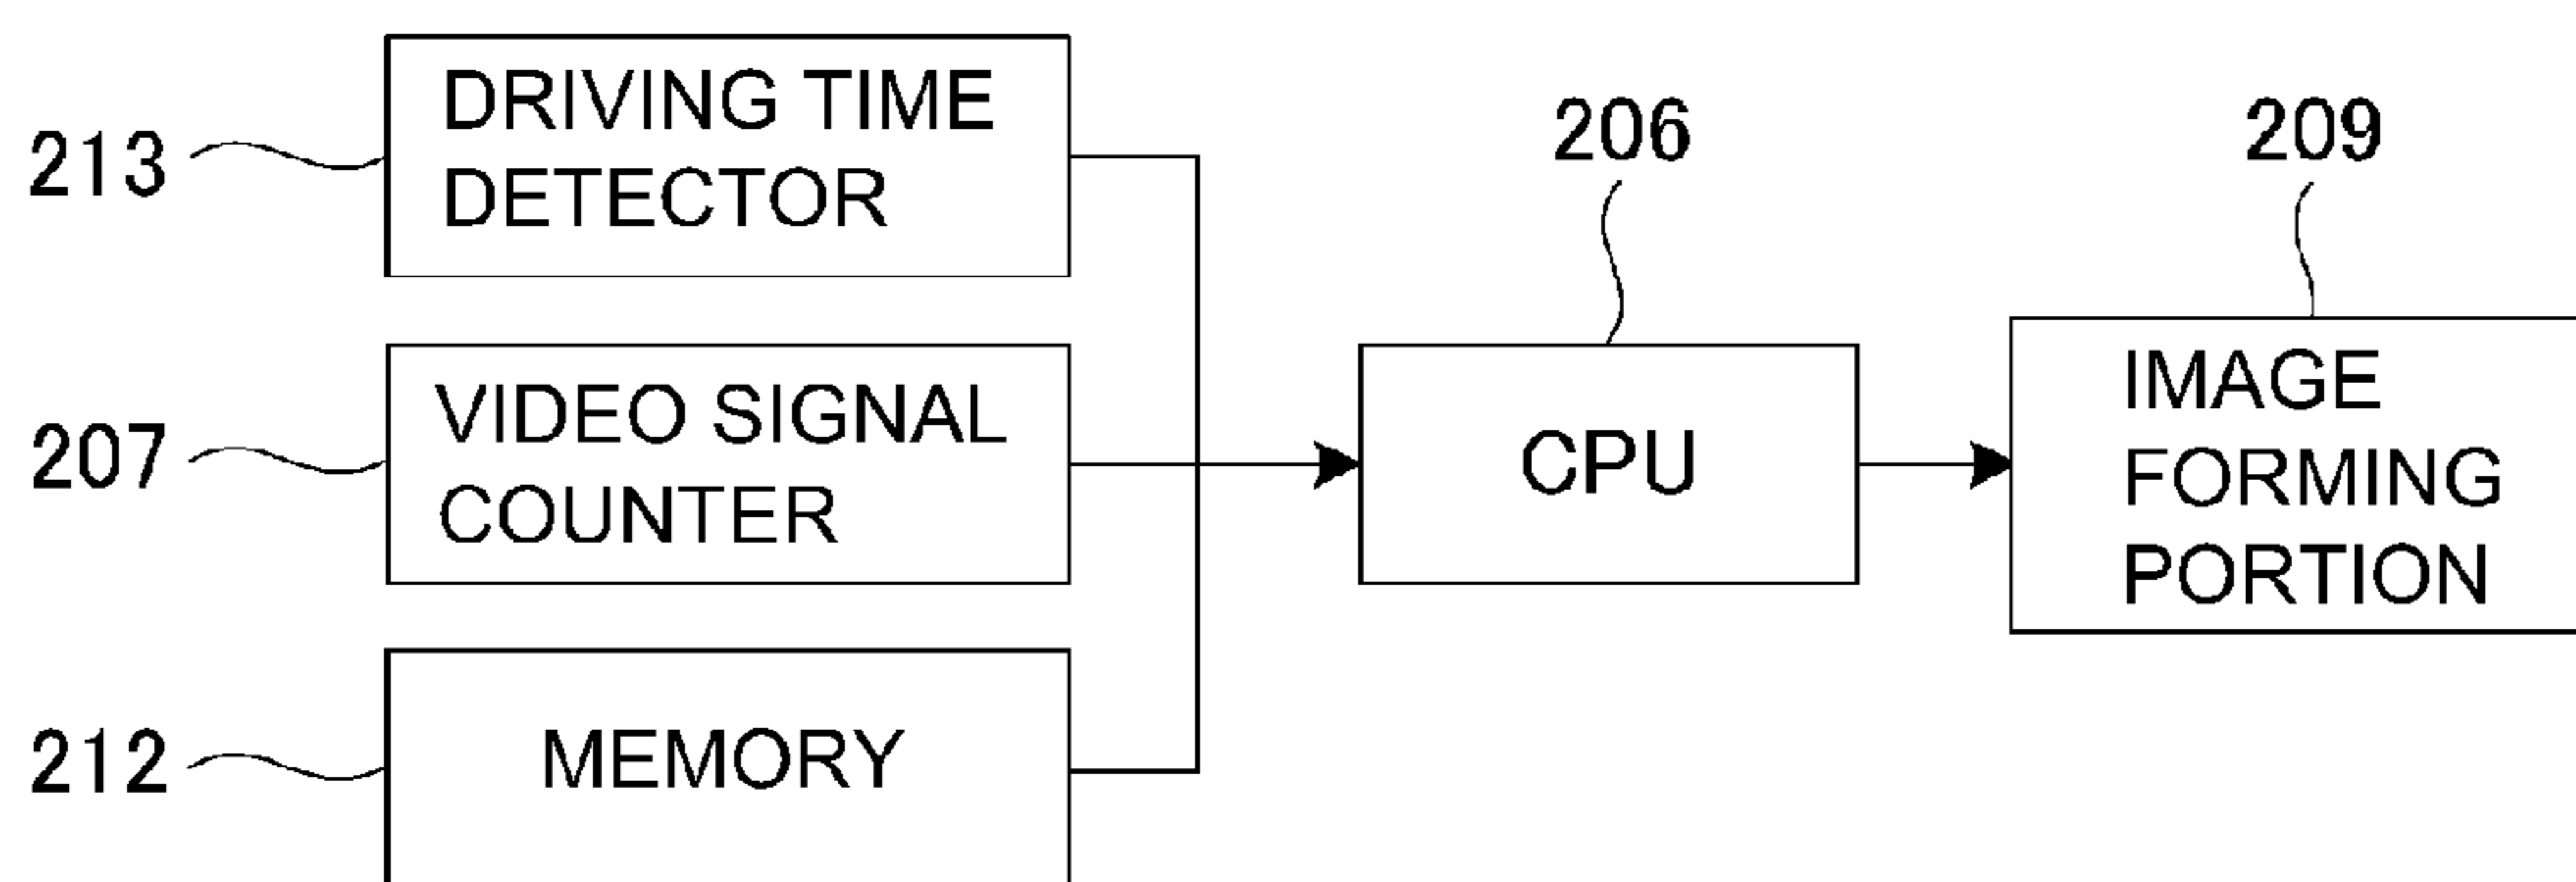 213
DRIVING TIME
DETECTOR
207
VIDEO SIGNAL
COUNTER
212
MEMORY
206
CPU
209
IMAGE
FORMING
PORTION